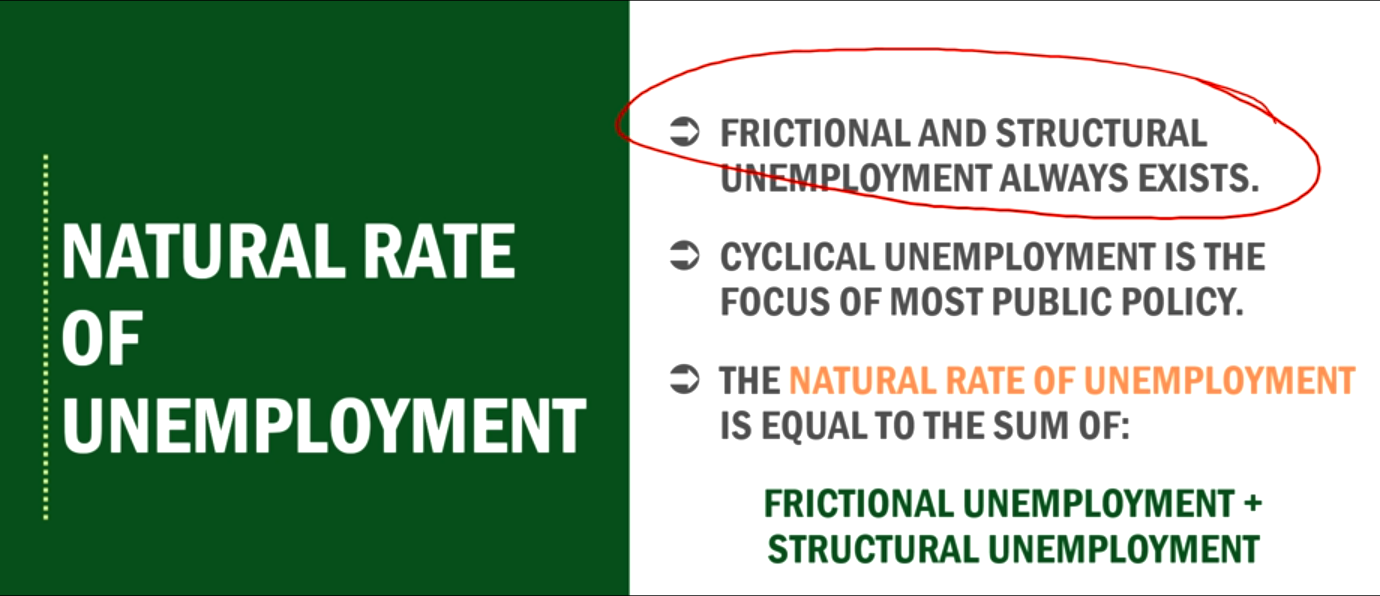 NATURAL RATE
OF
UNEMPLOYMENT
FRICTIONAL AND STRUCTURAL
UNEMPLOYMENT ALWAYS EXISTS.
CYCLICAL UNEMPLOYMENT IS THE
FOCUS OF MOST PUBLIC POLICY.
THE NATURAL RATE OF UNEMPLOYMENT
IS EQUAL TO THE SUM OF:
FRICTIONAL UNEMPLOYMENT +
STRUCTURAL UNEMPLOYMENT